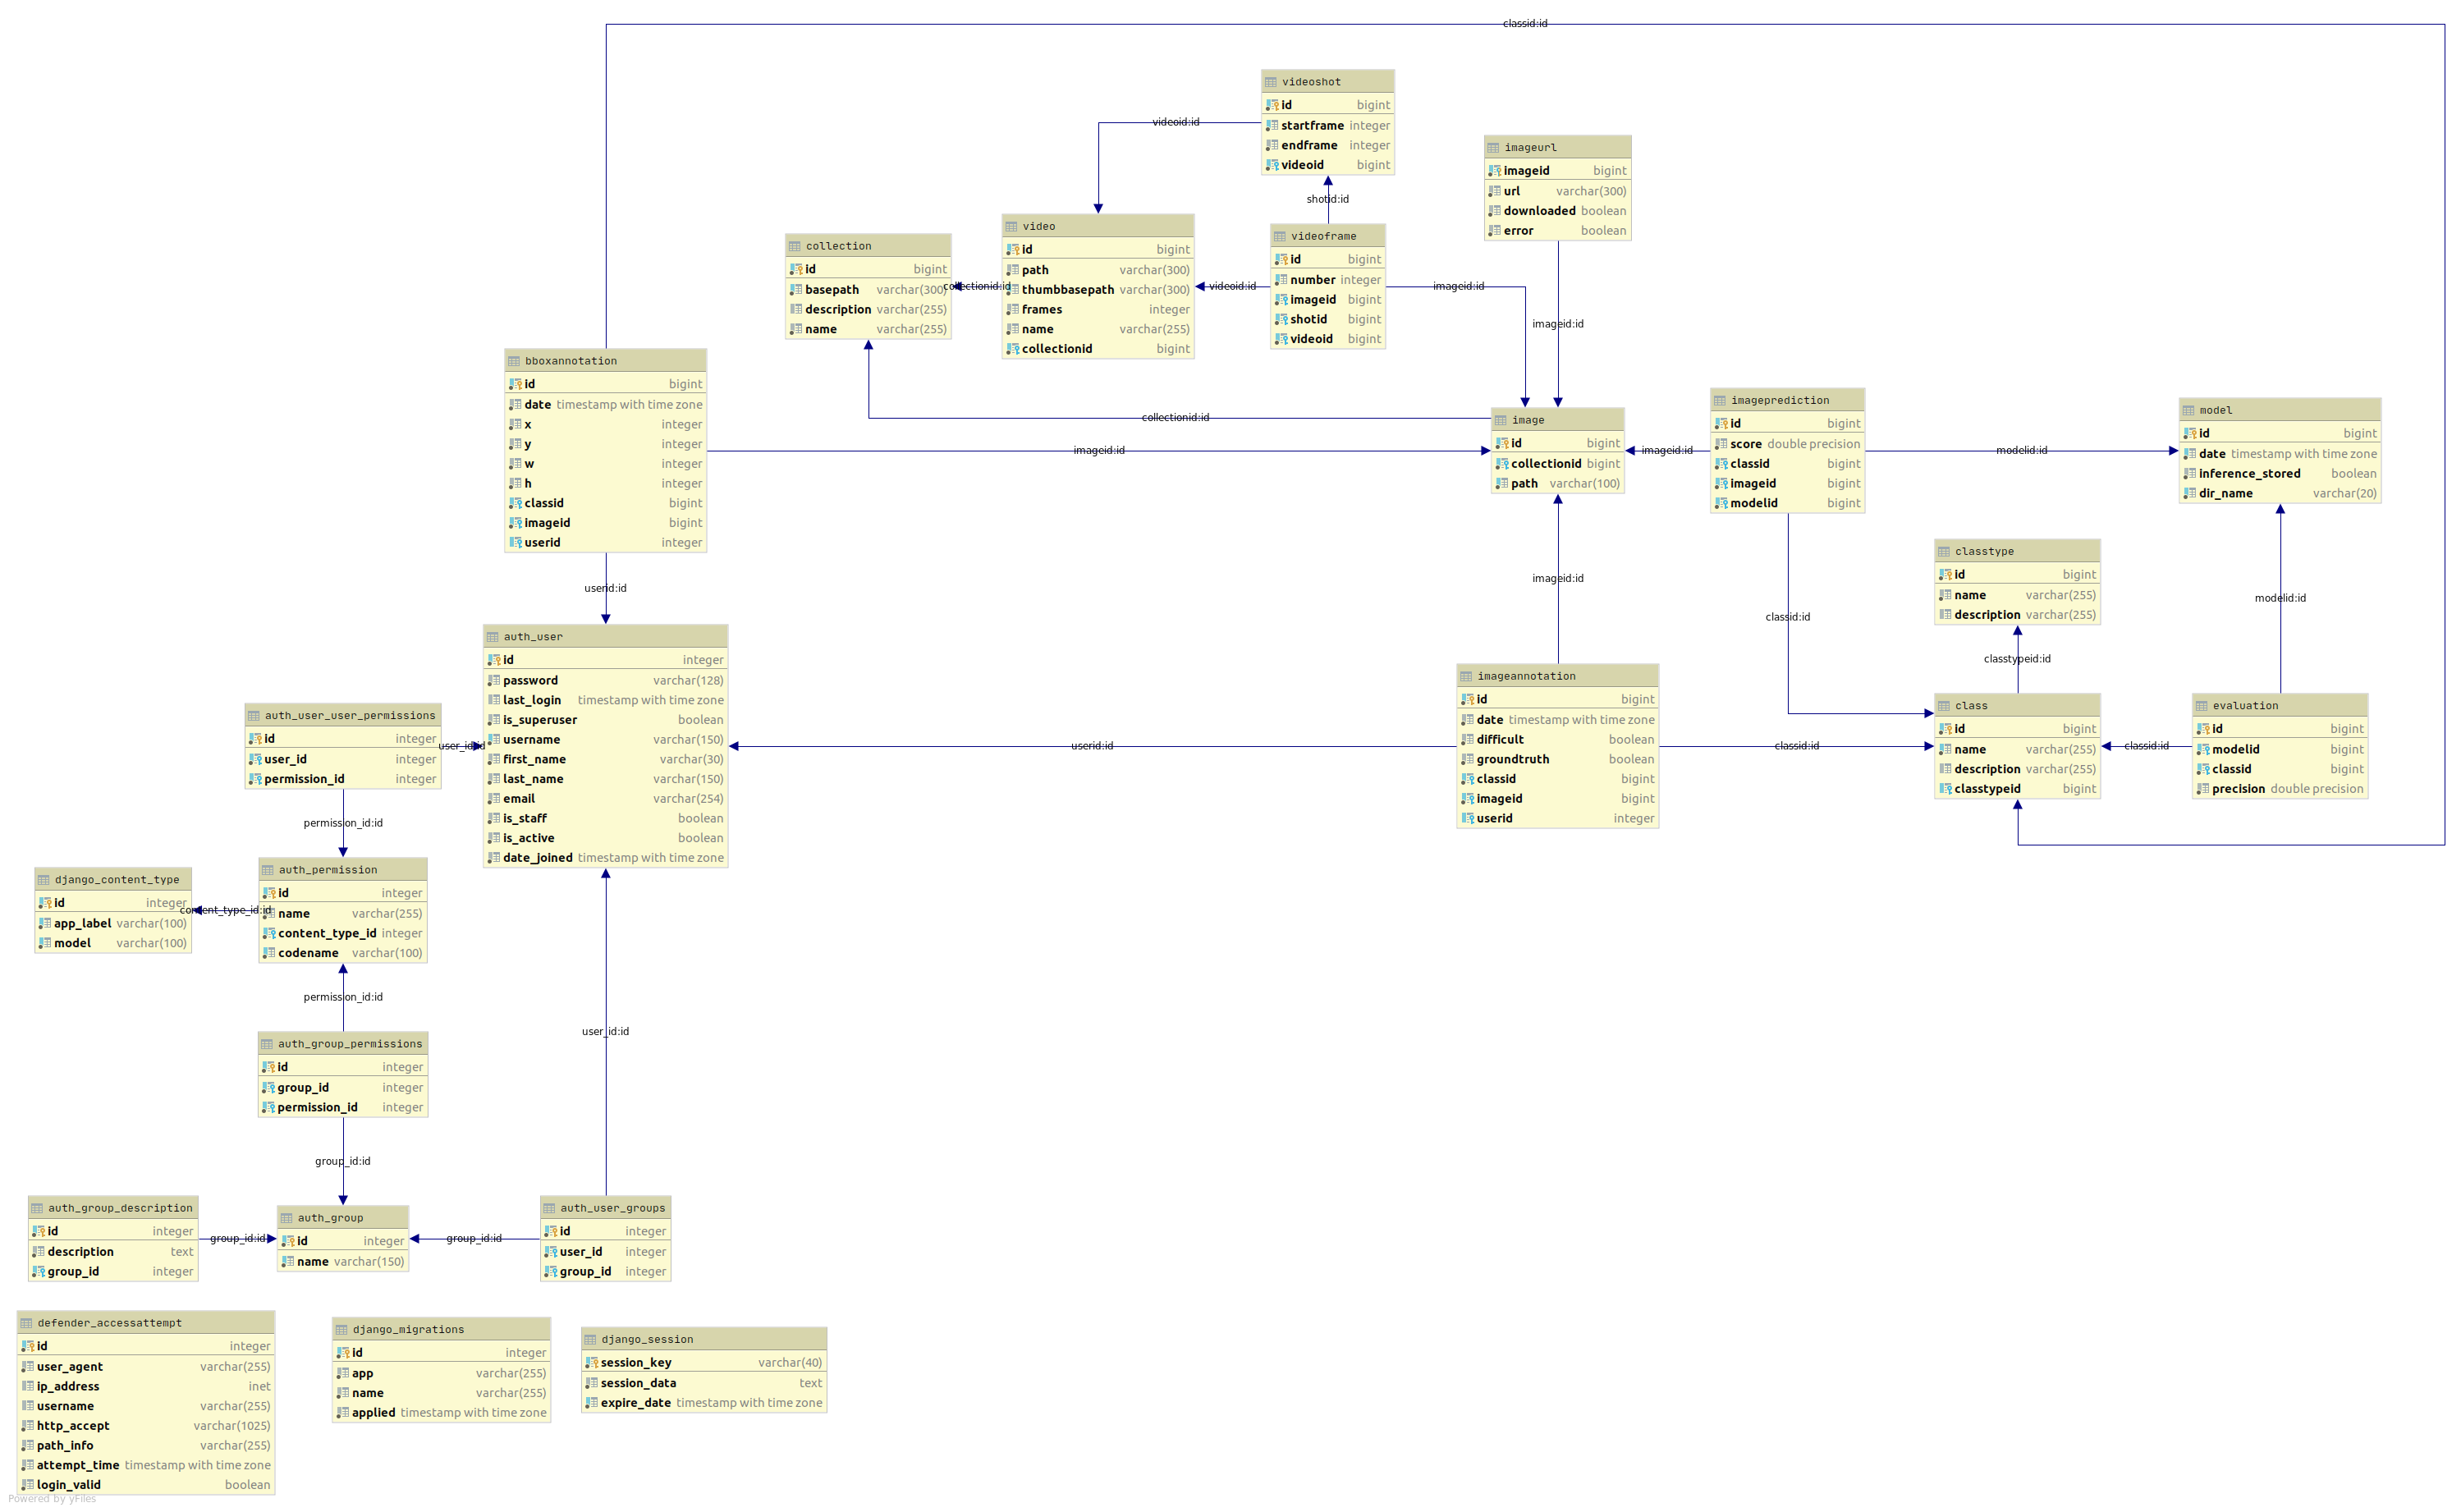 classid:id
videoshot
id bigint
startframe integer
endframe integer
videoid bigint
videoid:id
shotid:id
imageurl
imageid bigint
url varchar(300)
downloaded boolean
error boolean
collection
id bigint
basepath varchar(300)
description varchar(255)
name varchar(255)
collectionid:id
video
id bigint
path varchar(300)
thumbbasepath varchar(300)
frames integer
name varchar(255)
collectionid bigint
videoid:id
videoframe
id bigint
number integer
imageid bigint
shotid bigint
videoid bigint
imageid:id
imageid:id
bboxannotation
id bigint
date timestamp with time zone
x integer
y integer
w integer
h integer
classid bigint
imageid bigint
userid integer
collectionid:id
imageid:id
image
id bigint
collectionid bigint
path varchar(100)
imageid:id
imageprediction
id bigint
score double precision
classid bigint
imageid bigint
modelid bigint
modelid:id
model
id bigint
date timestamp with time zone
inference_stored boolean
dir_name varchar(20)
userid:id
imageid:id
classid:id
classtype
id bigint
name varchar(255)
description varchar(255)
modelid:id
classtypeid:id
auth_user
id integer
password varchar(128)
last_login timestamp with time zone
is_superuser boolean
username varchar(150)
first_name varchar(30)
last_name varchar(150)
email varchar(254)
is_staff boolean
is_active boolean
date_joined timestamp with time zone
auth_user_user_permissions
id integer
user_id integer
permission_id integer
user_id:id
userid:id
imageannotation
id bigint
date timestamp with time zone
difficult boolean
groundtruth boolean
classid bigint
imageid bigint
userid integer
classid:id
class
id bigint
name varchar(255)
description varchar(255)
classtypeid bigint
classid:id
evaluation
id bigint
modelid bigint
classid bigint
precision double precision
permission_id:id
django_content_type
id integer
app_label varchar(100)
model varchar(100)
content_type_id:id
auth_permission
id integer
name varchar(255)
content_type_id integer
codename varchar(100)
permission_id:id
user_id:id
auth_group_permissions
id integer
group_id integer
permission_id integer
group_id:id
auth_group_description
id integer
description text
group_id integer
group_id:id
auth_group
id integer
name varchar(150)
group_id:id
auth_user_groups
id integer
user_id integer
group_id integer
defender_accessattempt
id integer
user_agent varchar(255)
ip_address inet
username varchar(255)
http_accept varchar(1025)
path_info varchar(255)
attempt_time timestamp with time zone
login_valid boolean
django_migrations
id integer
app varchar(255)
name varchar(255)
applied timestamp with time zone
django_session
session_key varchar(40)
session_data text
expire_date timestamp with time zone
Powered by yFiles